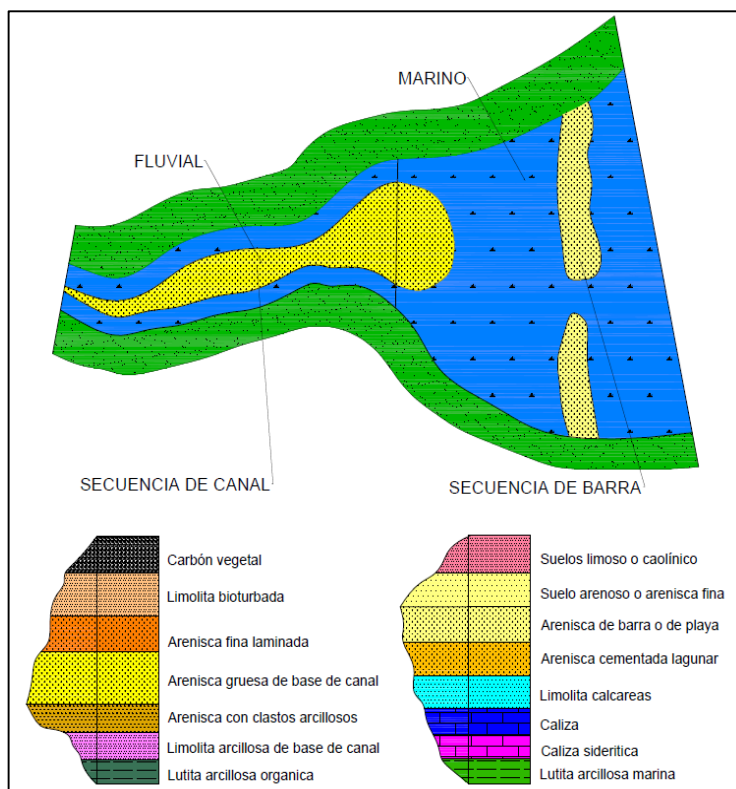 MARINO
FLUVIAL
SECUENCIA DE CANAL
SECUENCIA DE BARRA
Carbón vegetal
Limolita bioturbada
Arenisca fina laminada
Arenisca gruesa de base de canal
Arenisca con clastos arcillosos
Limolita arcillosa de base de canal
Lutita arcillosa organica
Suelos limoso o caolínico
Suelo arenoso o arenisca fina
Arenisca de barra o de playa
Arenisca cementada lagunar
Limolita calcareas
Caliza
Caliza sideritica
Lutita arcillosa marina